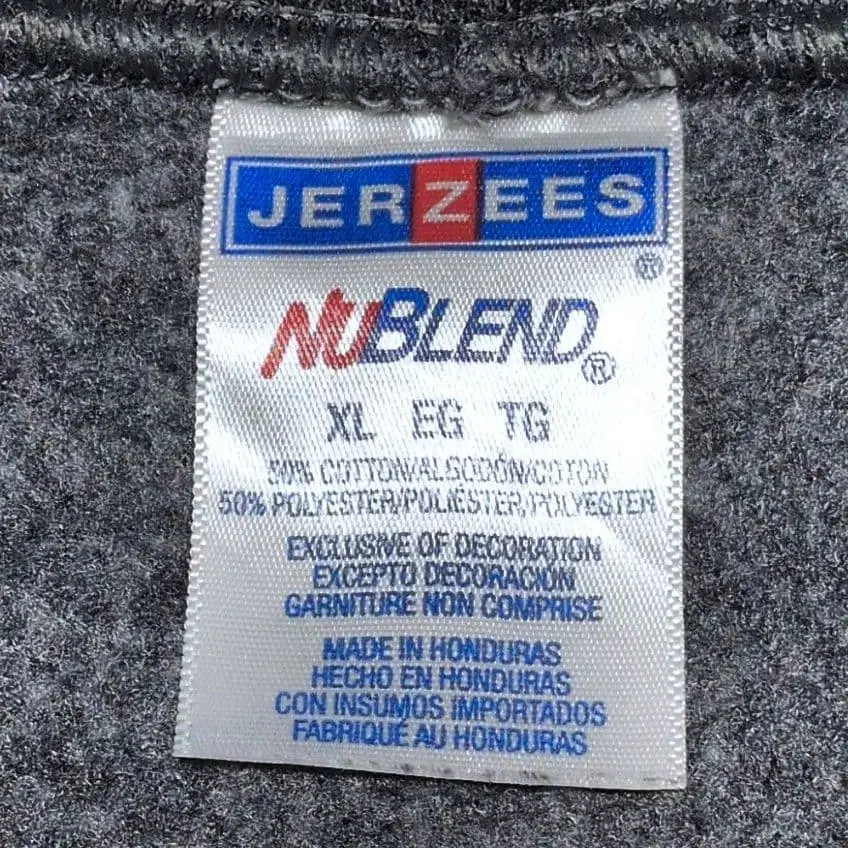 JERZEES
®
NUBLEND®
XL EG TG
50% COTTON/ALGODÓN/COTON
50% POLYESTER/POLIÉSTER/POLYESTER
EXCLUSIVE OF DECORATION
EXCEPTO DECORACIÓN
GARNITURE NON COMPRISE
MADE IN HONDURAS
HECHO EN HONDURAS
CON INSUMOS IMPORTADOS
FABRIQUÉ AU HONDURAS